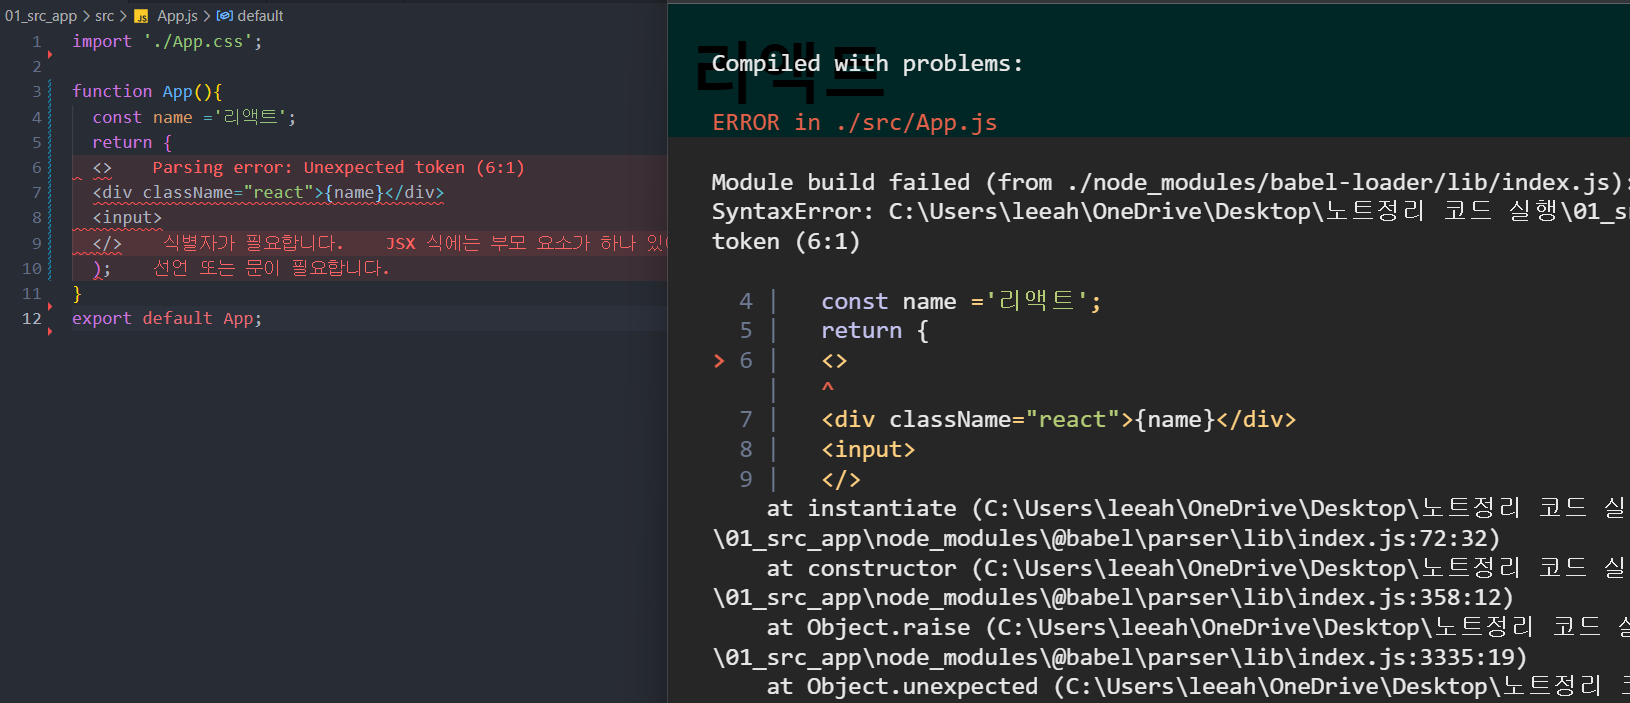 01_src_app > src > JS App.js > default
1 import './App.css';
2
3 function App(){
4 const name ='리액트';
5 return {
6 <> Parsing error: Unexpected token (6:1)
7 <div className="react">{name}</div>
8 <input>
9 </> 식별자가 필요합니다. JSX 식에는 부모 요소가 하나
10 ); 선언 또는 문이 필요합니다.
11 }
12 export default App;
리액트
Compiled with problems:
ERROR in ./src/App.js
Module build failed (from ./node_modules/babel-loader/lib/index.js):
SyntaxError: C:\Users\leeah\OneDrive\Desktop\노트정리 코드 실행\01_s
token (6:1)
4 | const name ='리액트';
5 | return {
> 6 | <>
| ^
7 | <div className="react">{name}</div>
8 | <input>
9 | </>
at instantiate (C:\Users\leeah\OneDrive\Desktop\노트정리 코드 실
\01_src_app\node_modules\@babel\parser\lib\index.js:72:32)
at constructor (C:\Users\leeah\OneDrive\Desktop\노트정리 코드 실
\01_src_app\node_modules\@babel\parser\lib\index.js:358:12)
at Object.raise (C:\Users\leeah\OneDrive\Desktop\노트정리 코드
\01_src_app\node_modules\@babel\parser\lib\index.js:3335:19)
at Object.unexpected (C:\Users\leeah\OneDrive\Desktop\노트정리